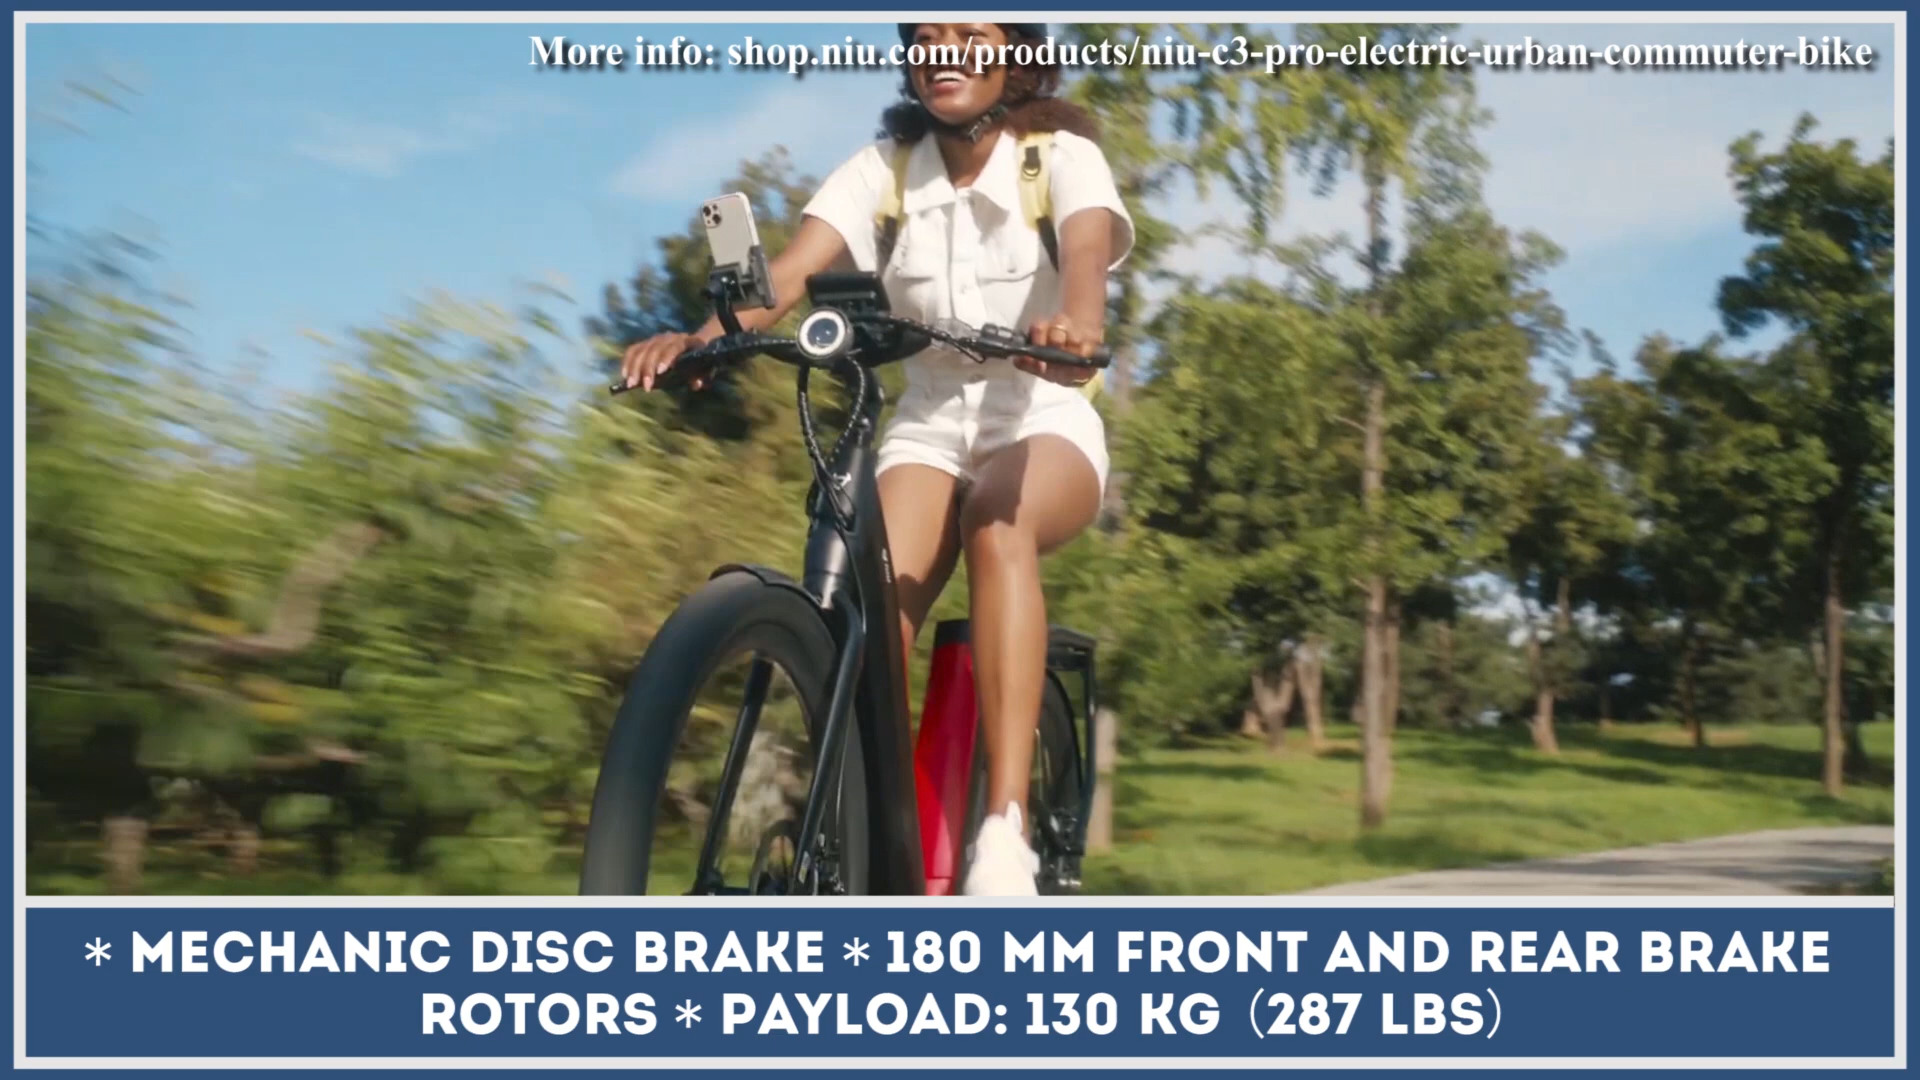 More info: shop.niu.com/products/niu-c3-pro-electric-urban-commuter-bike
* MECHANIC DISC BRAKE * 180 MM FRONT AND REAR BRAKE
ROTORS * PAYLOAD: 130 KG (287 LBS)